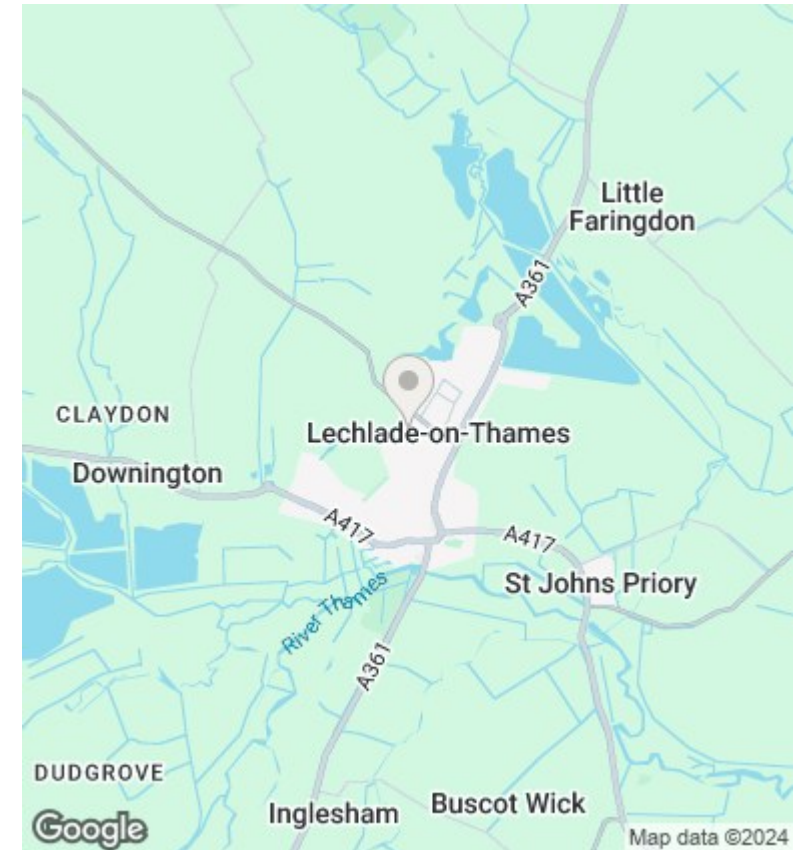 Little
Faringdon
A361
CLAYDON
Lechlade-on-Thames
Downington
A417
A417
St Johns Priory
River Thames
A361
DUDGROVE
Inglesham
Buscot Wick
Google
Map data ©2024